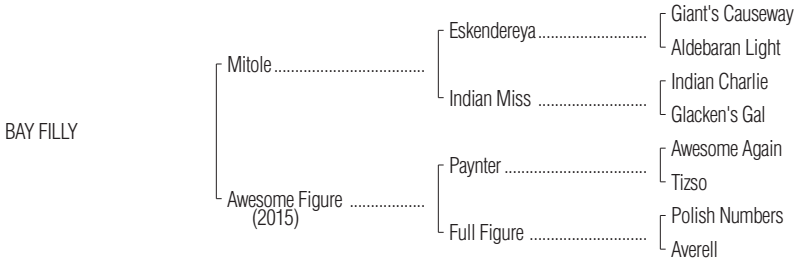 Giant's Causeway
Eskendereya
Aldebaran Light
Mitole
Indian Charlie
Indian Miss
Glacken's Gal
BAY FILLY
Awesome Again
Paynter
Tizso
Awesome Figure
(2015)
Polish Numbers
Full Figure
Averell